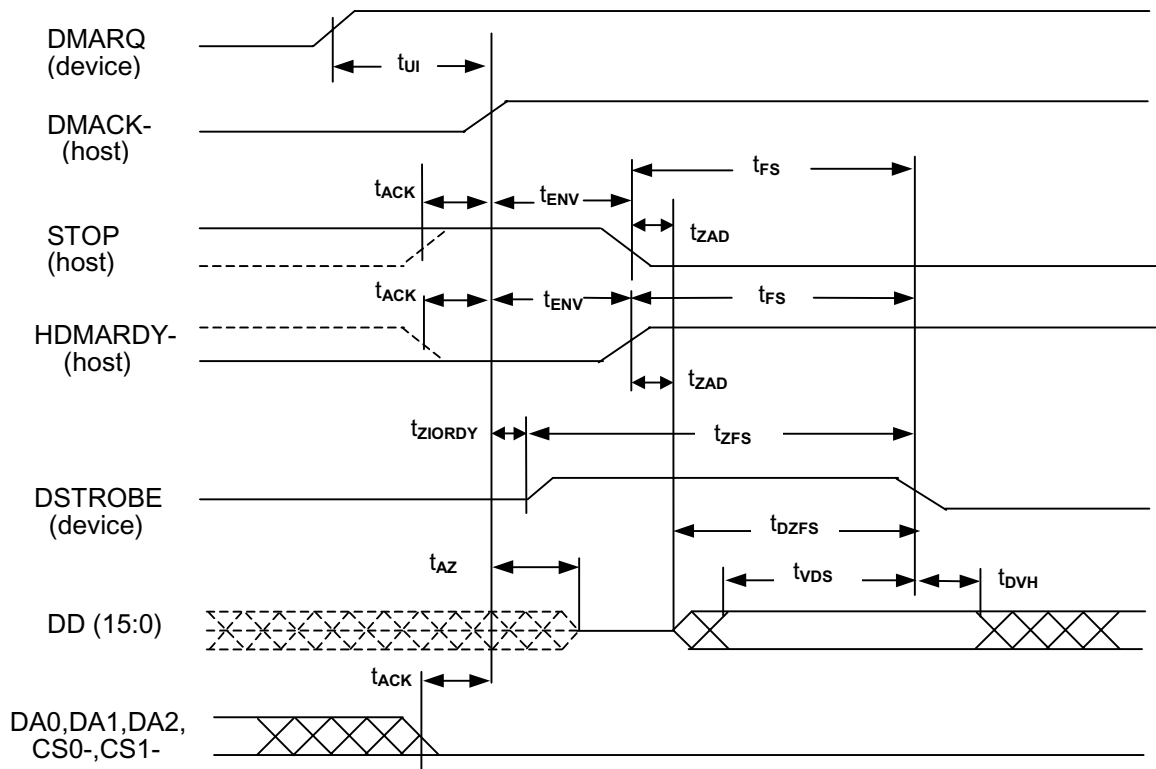 DMARQ
(device)
tUI
DMACK-
(host)
tFS
tACK
tENV
tZAD
STOP
(host)
tACK
tENV
tFS
HDMARDY-
(host)
tZAD
tZIORDY
tZFS
DSTROBE
(device)
tDZFS
tAZ
tVDS
tDVH
DD (15:0)
tACK
DA0,DA1,DA2,
CS0-,CS1-